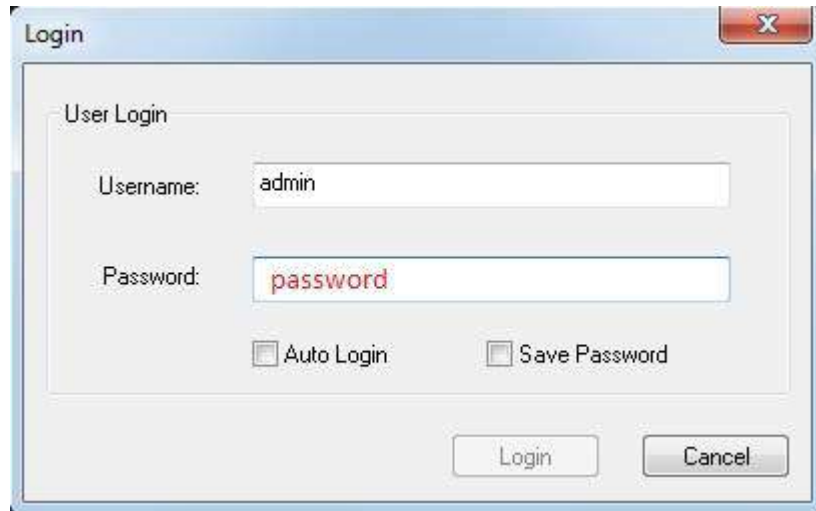 Login
User Login
Username: admin
Password: password
Auto Login Save Password
Login Cancel